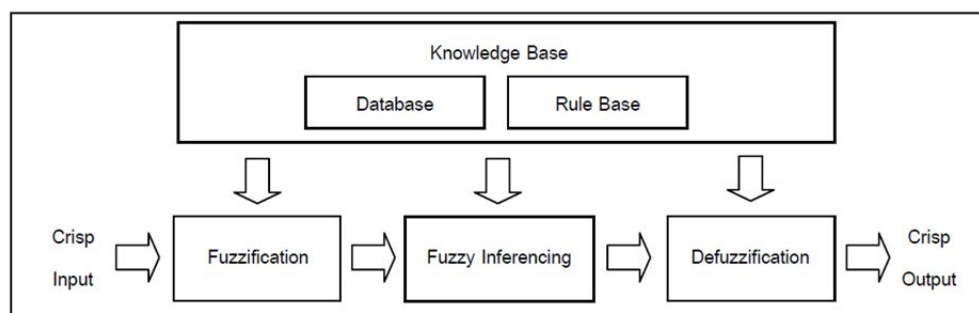 Knowledge Base
Database
Rule Base
Crisp
Input
Fuzzification
Fuzzy Inferencing
Defuzzification
Crisp
Output